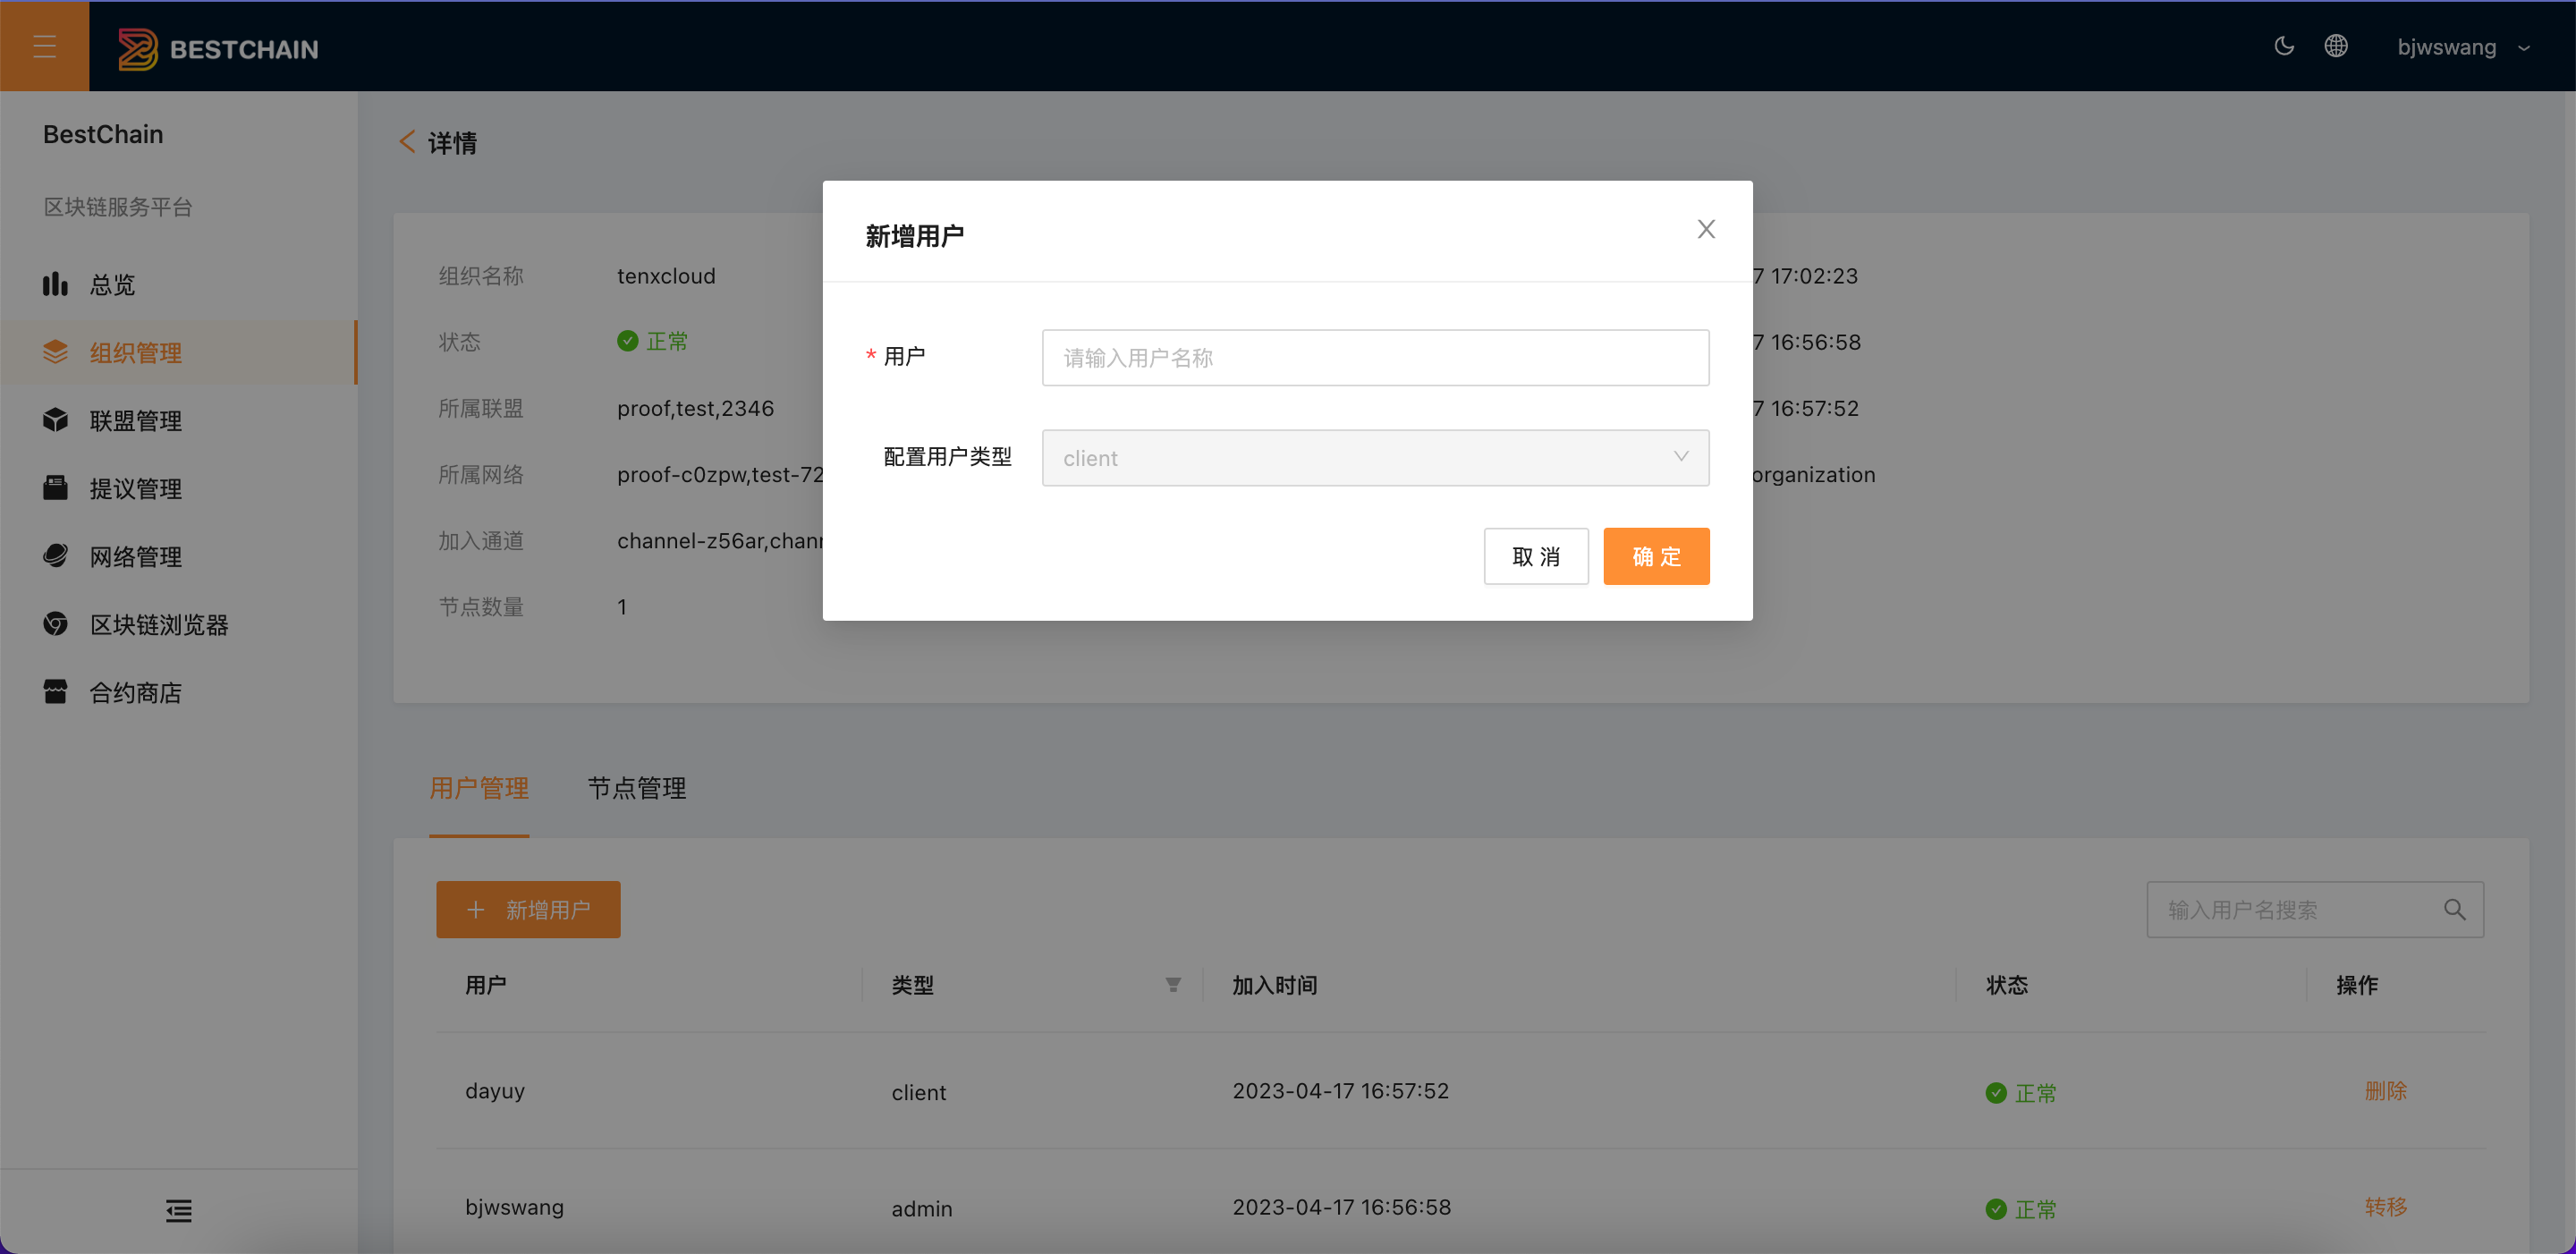 BESTCHAIN
bjwswang
BestChain
区块链服务平台
总览
组织管理
联盟管理
提议管理
网络管理
区块链浏览器
合约商店
详情
组织名称 tenxcloud 7 17:02:23
状态 正常 7 16:56:58
所属联盟 proof,test,2346 7 16:57:52
所属网络 proof-c0zpw,test-72 organization
加入通道 channel-z56ar,chann
节点数量 1
新增用户
* 用户 请输入用户名称
配置用户类型 client
取 消 确 定
用户管理 节点管理
+ 新增用户 输入用户名搜索
用户 类型 加入时间 状态 操作
dayuy client 2023-04-17 16:57:52 正常 删除
bjwswang admin 2023-04-17 16:56:58 正常 转移